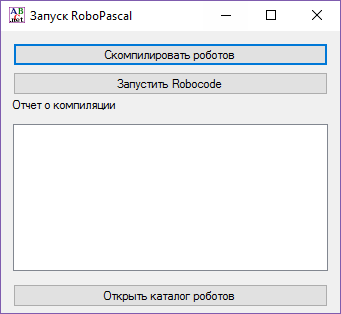 Запуск RoboPascal
Скомпилировать роботов
Запустить Robocode
Отчет о компиляции
Открыть каталог роботов